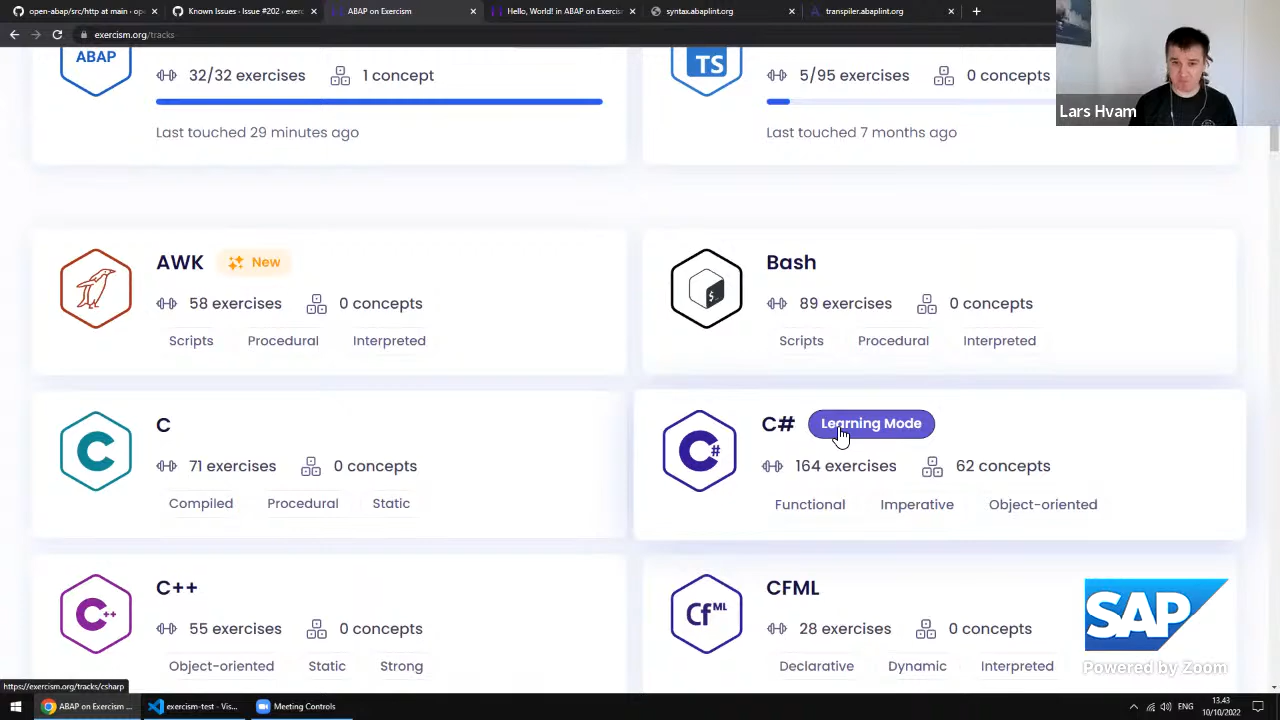 open-abap/src/http at main · op
Known Issues · Issue #202 · exerc
ABAP on Exercism
Hello, World! in ABAP on Exercism
syntax.abaplint.org
transpiler.abaplint.org
exercism.org/tracks
Lars Hvam
ABAP
32/32 exercises
1 concept
Last touched 29 minutes ago
TS
5/95 exercises
0 concepts
Last touched 7 months ago
AWK
New
58 exercises
0 concepts
Scripts
Procedural
Interpreted
Bash
$
89 exercises
0 concepts
Scripts
Procedural
Interpreted
C
C
71 exercises
0 concepts
Compiled
Procedural
Static
C#
C#
Learning Mode
164 exercises
62 concepts
Functional
Imperative
Object-oriented
C++
C++
55 exercises
0 concepts
Object-oriented
Static
Strong
Cf ML
CFML
28 exercises
0 concepts
Declarative
Dynamic
Interpreted
SAP
Powered by Zoom
https://exercism.org/tracks/csharp
ABAP on Exercism ...
exercism-test - Vis...
Meeting Controls
ENG
13.43
10/10/2022